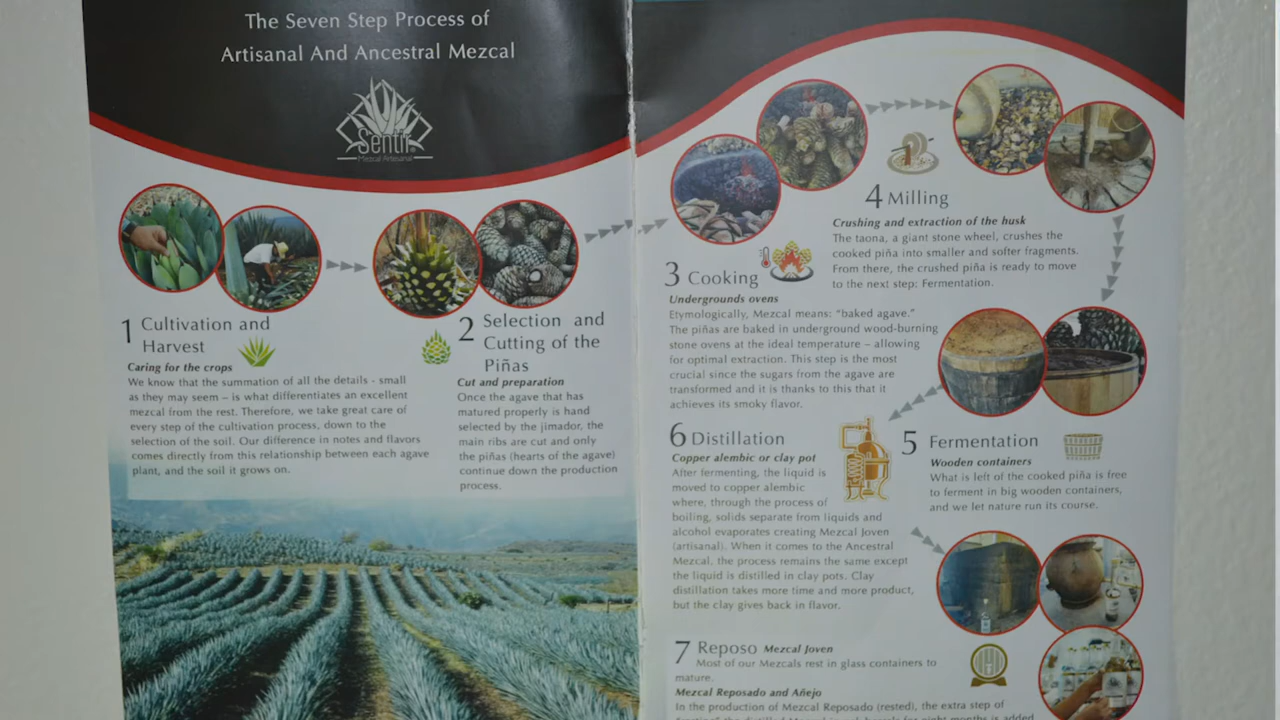 The Seven Step Process of
Artisanal And Ancestral Mezcal
Sentir
Mezcal Artesanal
1 Cultivation and
Harvest
Caring for the crops
We know that the summation of all the details - small
as they may seem – is what differentiates an excellent
mezcal from the rest. Therefore, we take great care of
every step of the cultivation process, down to the
selection of the soil. Our difference in notes and flavors
comes directly from this relationship between each agave
plant, and the soil it grows on.
2 Selection and
Cutting of the
Piñas
Cut and preparation
Once the agave that has
matured properly is hand
selected by the jimador, the
main ribs are cut and only
the piñas (hearts of the agave)
continue down the production
process.
3 Cooking
Undergrounds ovens
Etymologically, Mezcal means: “baked agave.”
The piñas are baked in underground wood-burning
stone ovens at the ideal temperature – allowing
for optimal extraction. This step is the most
crucial since the sugars from the agave are
transformed and it is thanks to this that it
achieves its smoky flavor.
4 Milling
Crushing and extraction of the husk
The taona, a giant stone wheel, crushes the
cooked piña into smaller and softer fragments.
From there, the crushed piña is ready to move
to the next step: Fermentation.
5 Fermentation
Wooden containers
What is left of the cooked piña is free
to ferment in big wooden containers,
and we let nature run its course.
6 Distillation
Copper alembic or clay pot
After fermenting, the liquid is
moved to copper alembic
where, through the process of
boiling, solids separate from liquids and
alcohol evaporates creating Mezcal Joven
(artisanal). When it comes to the Ancestral
Mezcal, the process remains the same except
the liquid is distilled in clay pots. Clay
distillation takes more time and more product,
but the clay gives back in flavor.
7 Reposo Mezcal Joven
Most of our Mezcals rest in glass containers to
mature.
Mezcal Reposado and Añejo
In the production of Mezcal Reposado (rested), the extra step of